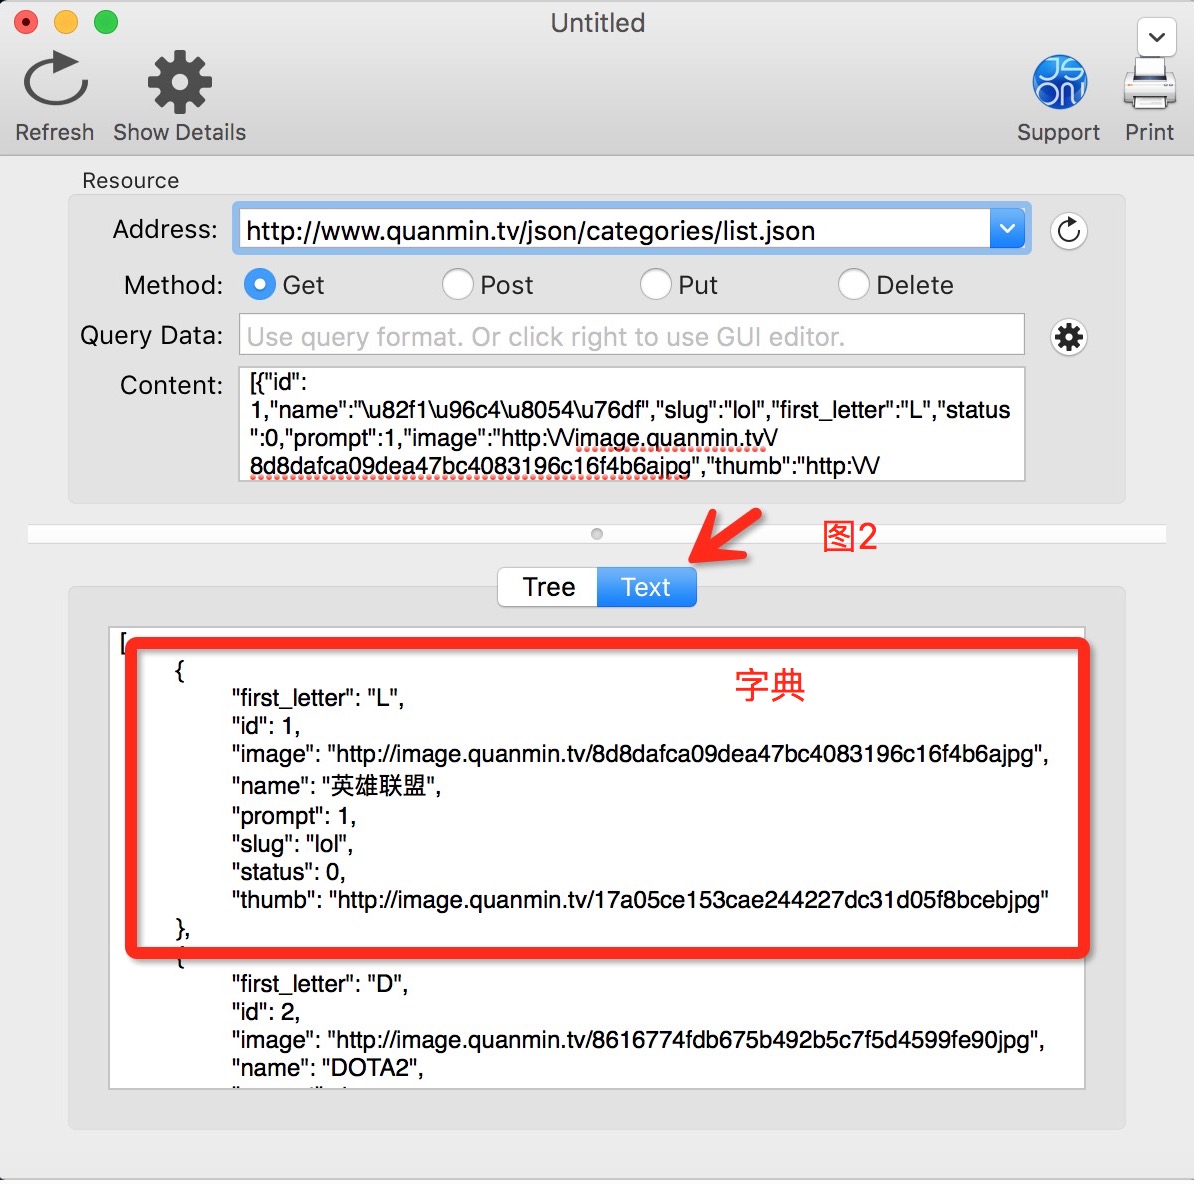 Untitled
Refresh
Show Details
JSON
Support
Print
Resource
Address: http://www.quanmin.tv/json/categories/list.json
Method: Get Post Put Delete
Query Data: Use query format. Or click right to use GUI editor.
Content: [{"id":
1,"name":"\u82f1\u96c4\u8054\u76df","slug":"lol","first_letter":"L","status
":0,"prompt":1,"image":"http:\/\/image.quanmin.tv\/
8d8dafca09dea47bc4083196c16f4b6ajpg","thumb":"http:\/\/
图2
Tree Text
[
{
字典
"first_letter": "L",
"id": 1,
"image": "http://image.quanmin.tv/8d8dafca09dea47bc4083196c16f4b6ajpg",
"name": "英雄联盟",
"prompt": 1,
"slug": "lol",
"status": 0,
"thumb": "http://image.quanmin.tv/17a05ce153cae244227dc31d05f8bcebjpg"
},
{
"first_letter": "D",
"id": 2,
"image": "http://image.quanmin.tv/8616774fdb675b492b5c7f5d4599fe90jpg",
"name": "DOTA2",